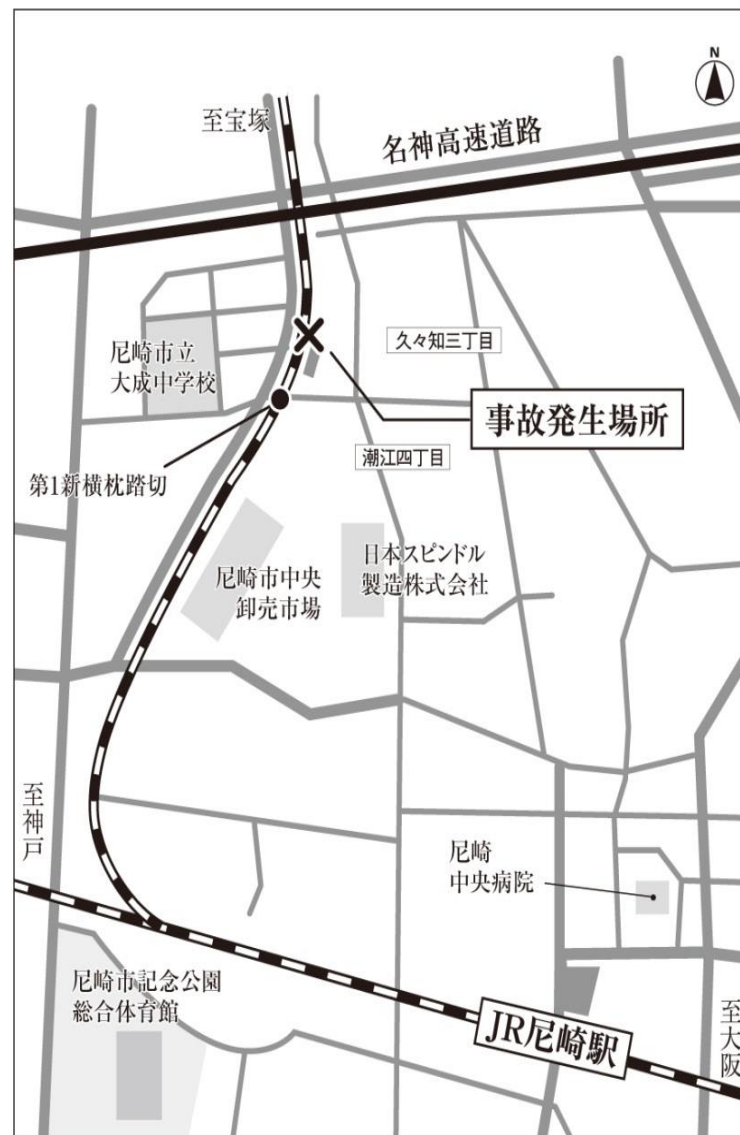 N
至宝塚
名神高速道路
尼崎市立
大成中学校
久々知三丁目
事故発生場所
潮江四丁目
第1新横枕踏切
尼崎市中央
卸売市場
日本スピンドル
製造株式会社
至神戸
尼崎
中央病院
尼崎市記念公園
総合体育館
JR尼崎駅
至大阪